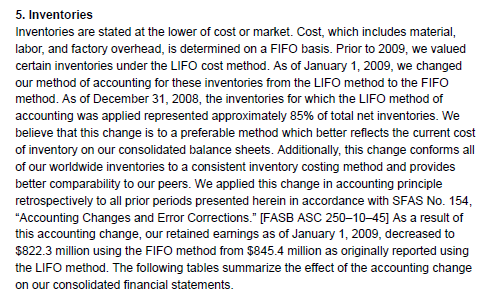 5. Inventories
Inventories are stated at the lower of cost or market. Cost, which includes material,
labor, and factory overhead, is determined on a FIFO basis. Prior to 2009, we valued
certain inventories under the LIFO cost method. As of January 1, 2009, we changed
our method of accounting for these inventories from the LIFO method to the FIFO
method. As of December 31, 2008, the inventories for which the LIFO method of
accounting was applied represented approximately 85% of total net inventories. We
believe that this change is to a preferable method which better reflects the current cost
of inventory on our consolidated balance sheets. Additionally, this change conforms all
of our worldwide inventories to a consistent inventory costing method and provides
better comparability to our peers. We applied this change in accounting principle
retrospectively to all prior periods presented herein in accordance with SFAS No. 154,
“Accounting Changes and Error Corrections.” [FASB ASC 250–10–45] As a result of
this accounting change, our retained earnings as of January 1, 2009, decreased to
$822.3 million using the FIFO method from $845.4 million as originally reported using
the LIFO method. The following tables summarize the effect of the accounting change
on our consolidated financial statements.